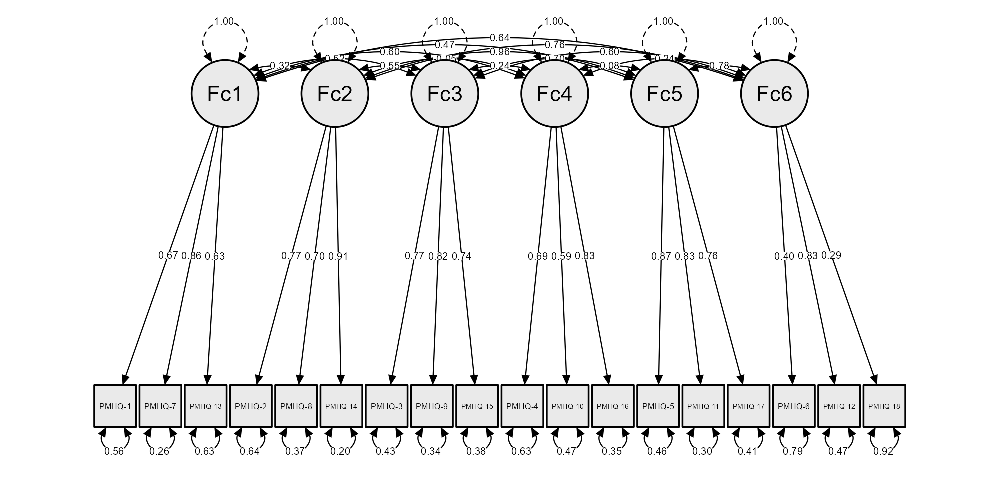 1.00 1.00 1.00 1.00 1.00 1.00
0.64
0.47 0.76
0.60 0.96 0.60
0.52 0.05 0.70 0.24
0.32 0.55 0.24 0.08 0.78
Fc1 Fc2 Fc3 Fc4 Fc5 Fc6
0.67 0.86 0.63 0.77 0.70 0.91 0.77 0.82 0.74 0.69 0.59 0.83 0.87 0.83 0.76 0.40 0.83 0.29
PMHQ-1 PMHQ-7 PMHQ-13 PMHQ-2 PMHQ-8 PMHQ-14 PMHQ-3 PMHQ-9 PMHQ-15 PMHQ-4 PMHQ-10 PMHQ-16 PMHQ-5 PMHQ-11 PMHQ-17 PMHQ-6 PMHQ-12 PMHQ-18
0.56 0.26 0.63 0.64 0.37 0.20 0.43 0.34 0.38 0.63 0.47 0.35 0.46 0.30 0.41 0.79 0.47 0.92